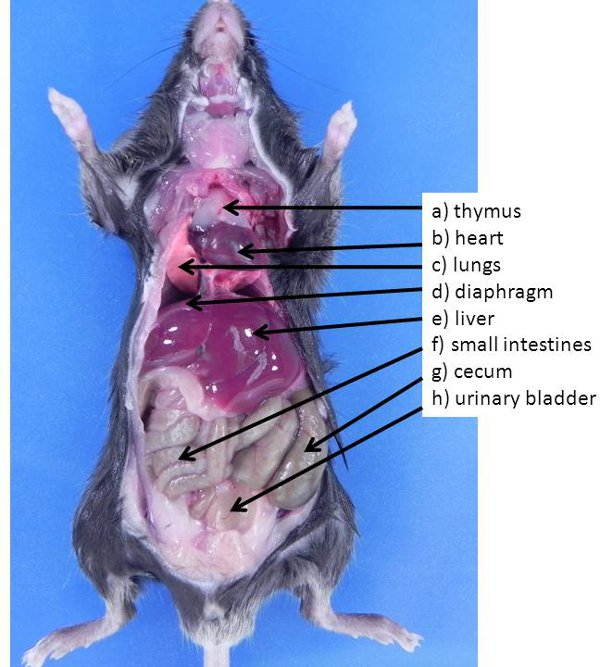 a) thymus
b) heart
c) lungs
d) diaphragm
e) liver
f) small intestines
g) cecum
h) urinary bladder